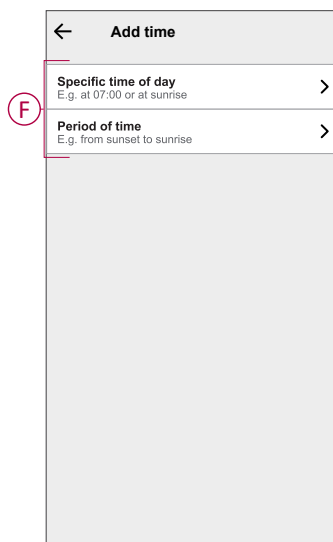 Add time
Specific time of day
E.g. at 07:00 or at sunrise
F
Period of time
E.g. from sunset to sunrise